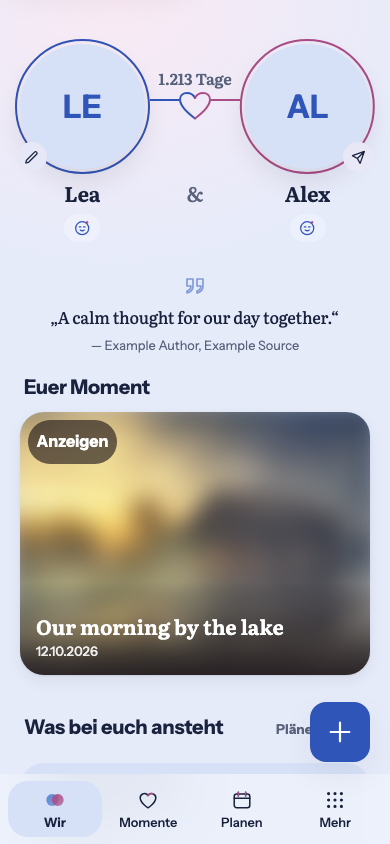 1.213 Tage
LE
AL
Lea
&
Alex
„A calm thought for our day together.“
— Example Author, Example Source
Euer Moment
Anzeigen
Our morning by the lake
12.10.2026
Was bei euch ansteht
Wir
Momente
Planen
Mehr